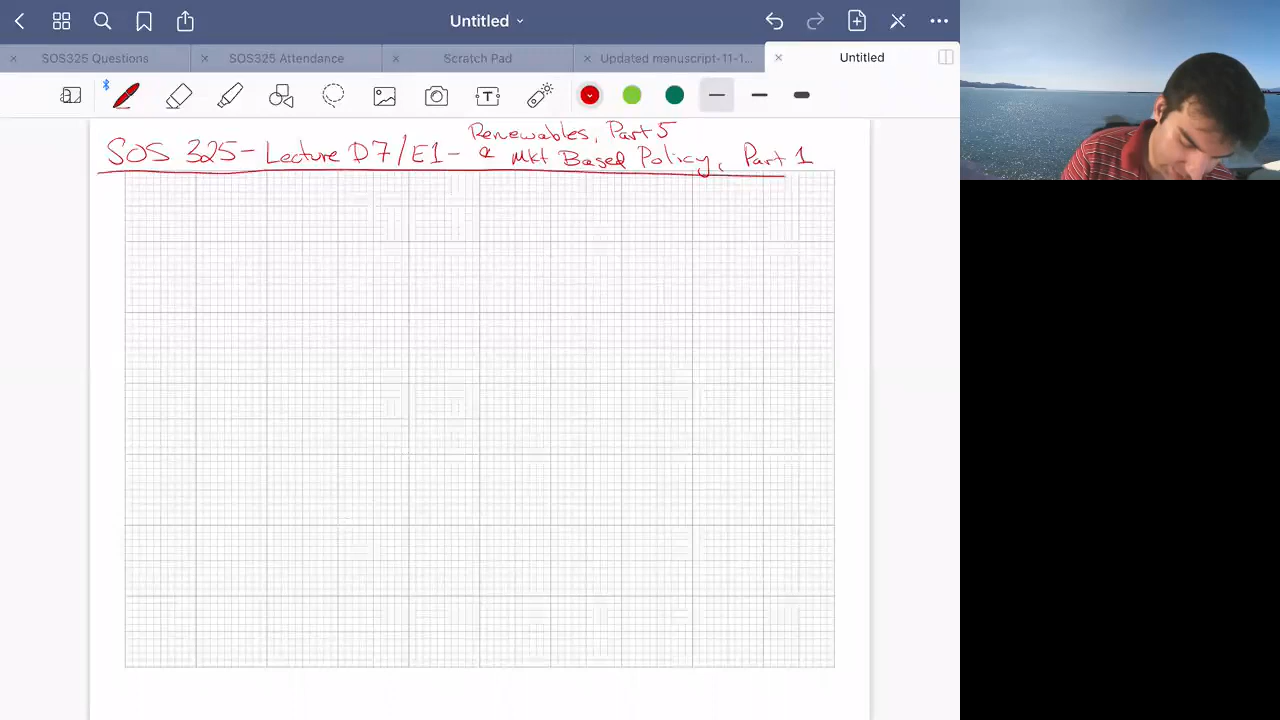 Untitled
SOS325 Questions
SOS325 Attendance
Scratch Pad
Updated manuscript-11-1...
Untitled
Renewables, Part 5
SOS 325- Lecture D7/E1- & Mkt Based Policy, Part 1